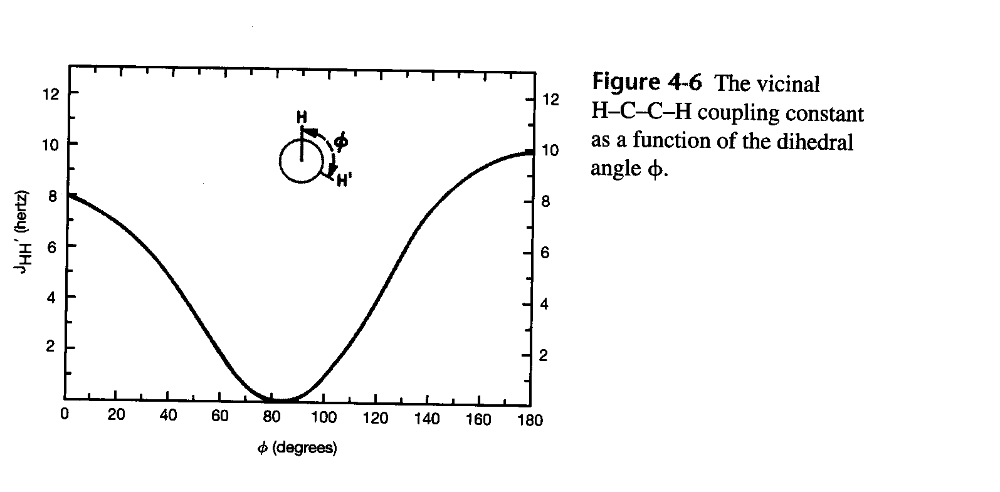 12
10
8
6
4
2
J HH' (hertz)
H
ϕ
H'
12
10
8
6
4
2
0 20 40 60 80 100 120 140 160 180
ϕ (degrees)
Figure 4-6 The vicinal
H–C–C–H coupling constant
as a function of the dihedral
angle ϕ.